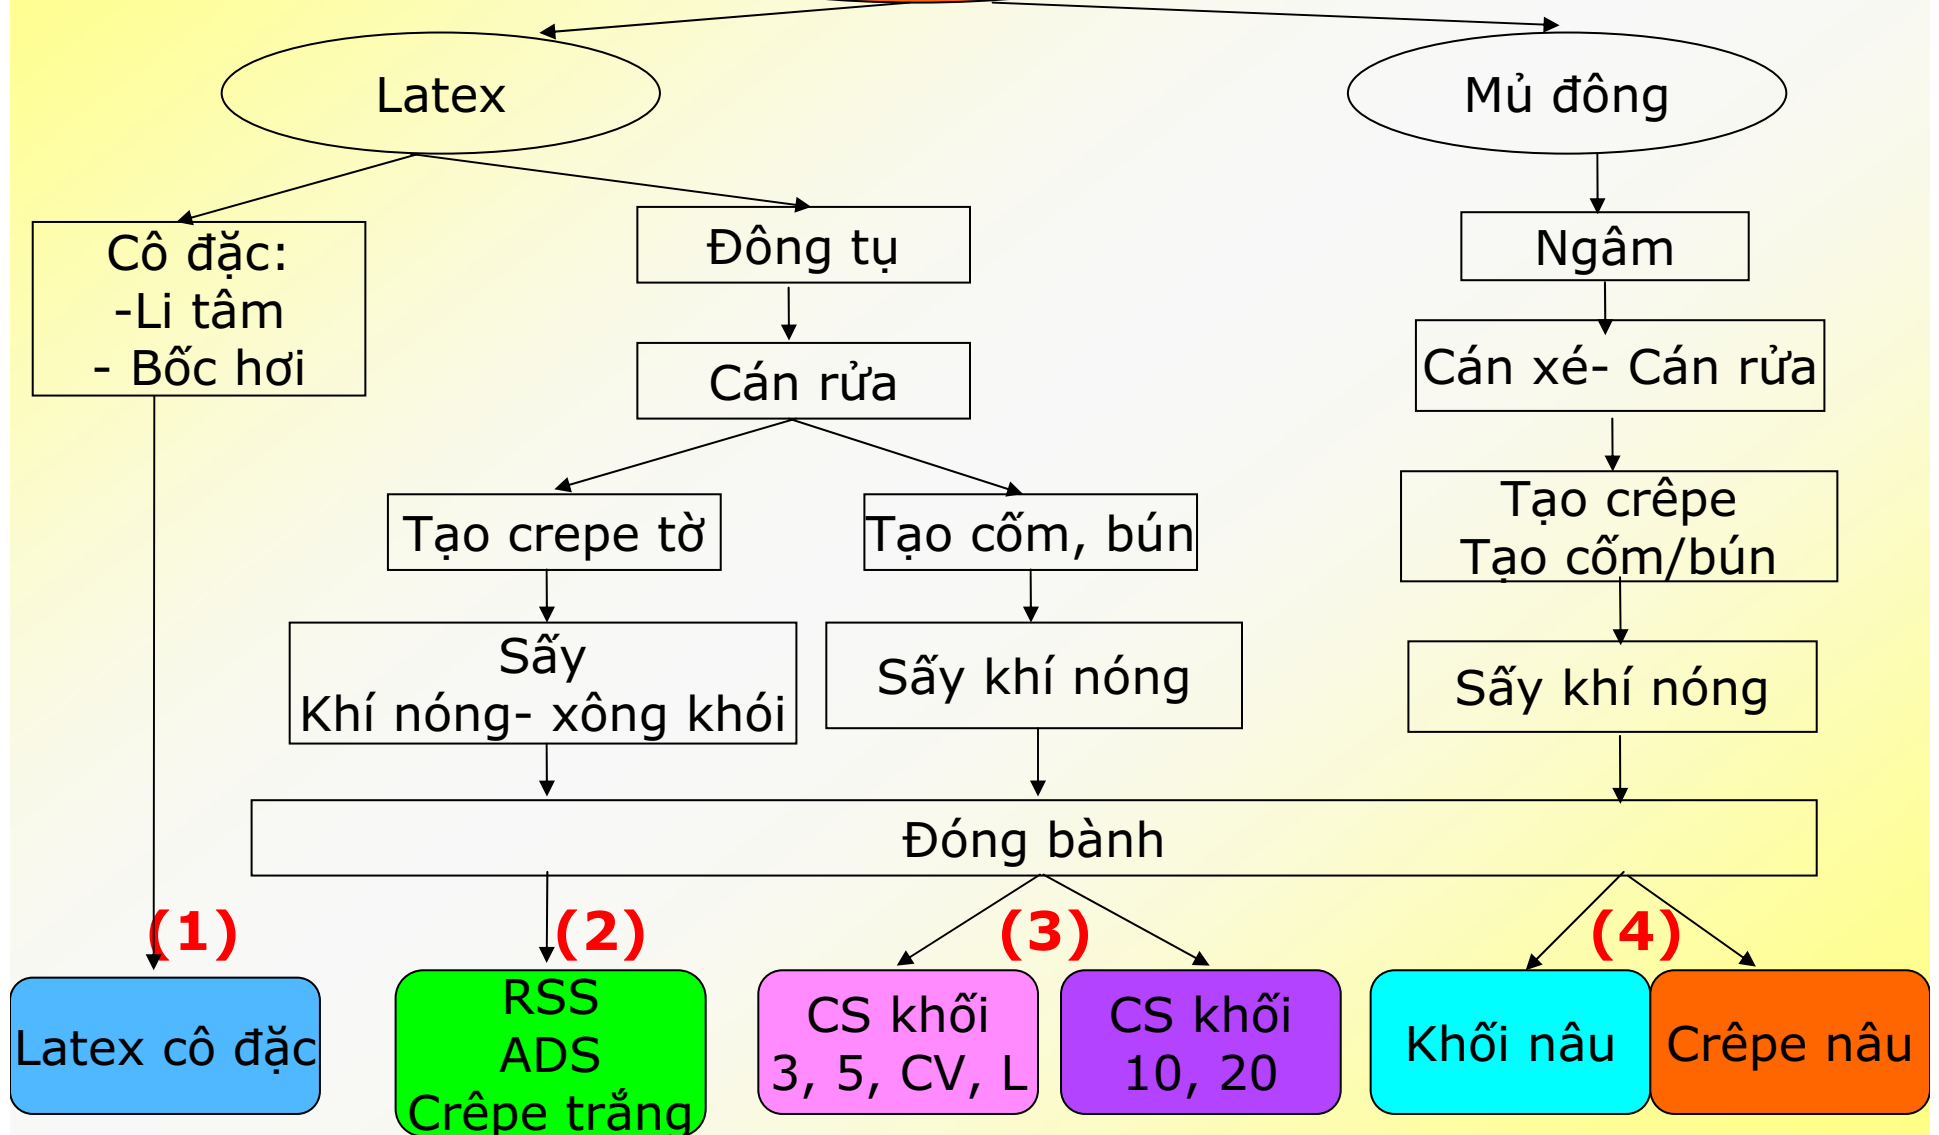 Latex
Mủ đông
Cô đặc:
-Li tâm
- Bốc hơi
Đông tụ
Ngâm
Cán rửa
Cán xé- Cán rửa
Tạo crepe tờ
Tạo cốm, bún
Tạo crêpe
Tạo cốm/bún
Sấy
Khí nóng- xông khói
Sấy khí nóng
Sấy khí nóng
Đóng bành
(1)
(2)
(3)
(4)
Latex cô đặc
RSS
ADS
Crêpe trắng
CS khối
3, 5, CV, L
CS khối
10, 20
Khối nâu
Crêpe nâu